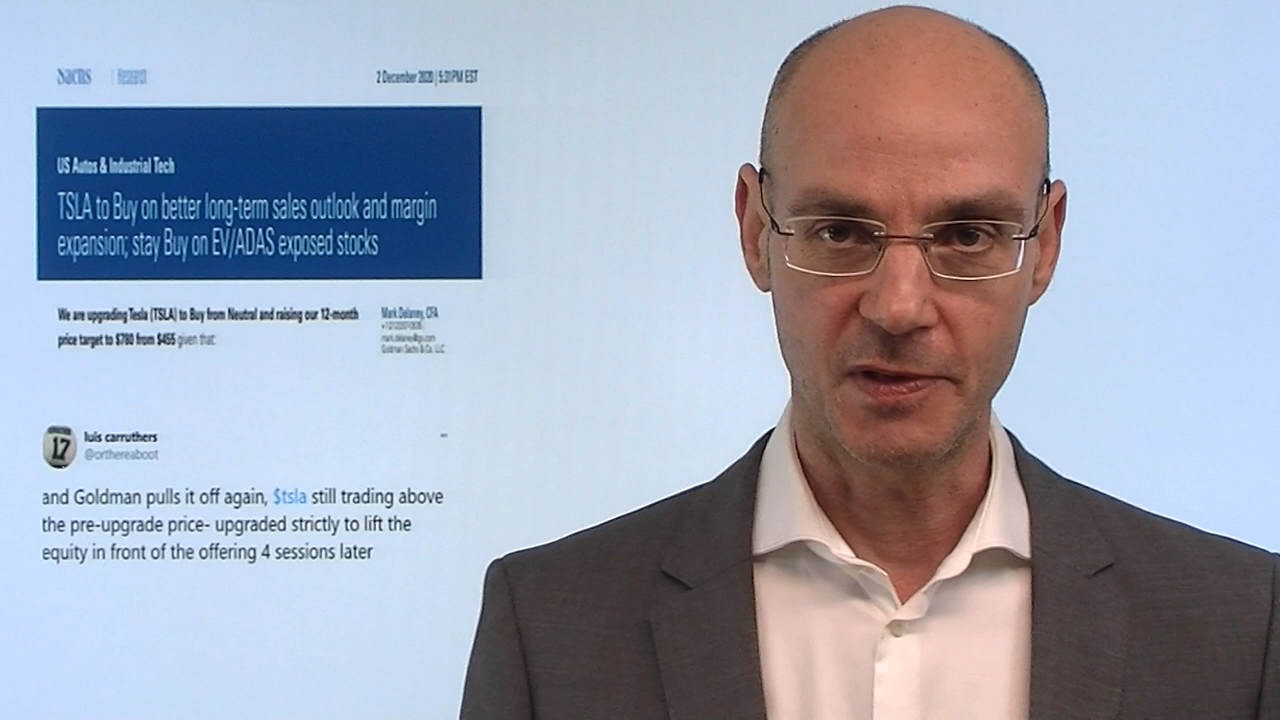 Research
2 December 2020 | 5:31PM EST
US Autos & Industrial Tech
TSLA to Buy on better long-term sales outlook and margin
expansion; stay Buy on EV/ADAS exposed stocks
We are upgrading Tesla (TSLA) to Buy from Neutral and raising our 12-month
price target to $780 from $455 given that:
Mark Delaney, CFA
Goldman Sachs & Co. LLC
17
luis carruthers
@orthereaboot
and Goldman pulls it off again, $tsla still trading above
the pre-upgrade price- upgraded strictly to lift the
equity in front of the offering 4 sessions later